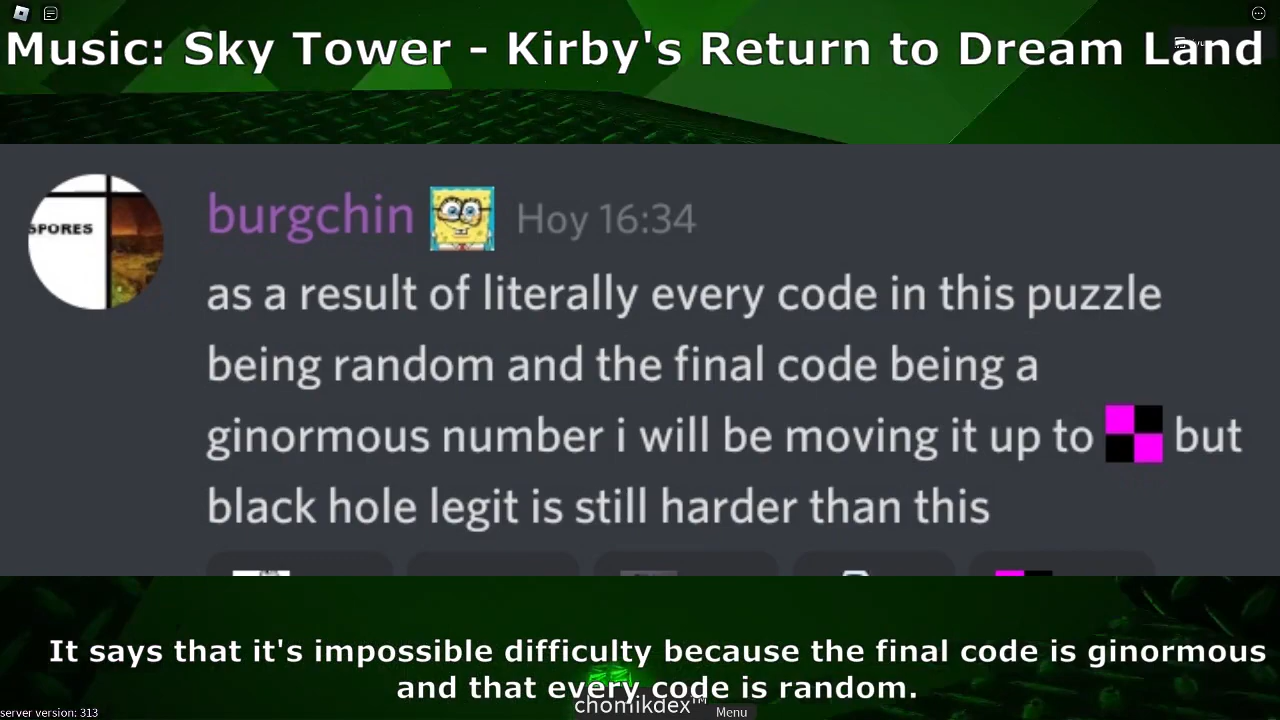 Music: Sky Tower - Kirby's Return to Dream Land
SPORES
burgchin Hoy 16:34
as a result of literally every code in this puzzle
being random and the final code being a
ginormous number i will be moving it up to but
black hole legit is still harder than this
It says that it's impossible difficulty because the final code is ginormous
and that every code is random.
chomikdex™
server version: 313
Menu